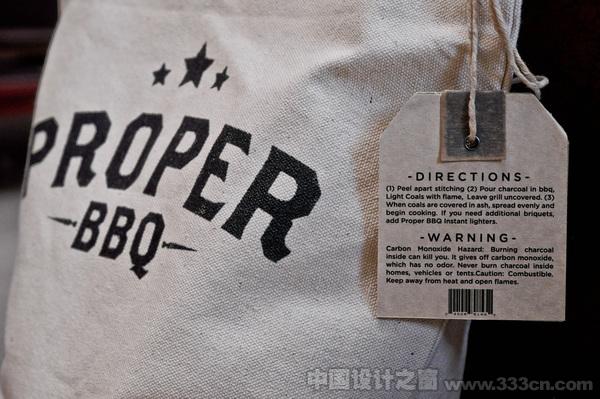 PROPER
BBQ
-DIRECTIONS-
(1) Peel apart stitching (2) Pour charcoal in bbq,
Light Coals with flame, Leave grill uncovered. (3)
When coals are covered in ash, spread evenly and
begin cooking. If you need additional briquets,
add Proper BBQ Instant lighters.
-WARNING-
Carbon Monoxide Hazard: Burning charcoal
inside can kill you. It gives off carbon monoxide,
which has no odor. Never burn charcoal inside
homes, vehicles or tents.Caution: Combustible.
Keep away from heat and open flames.
中国设计之窗 www.333cn.com